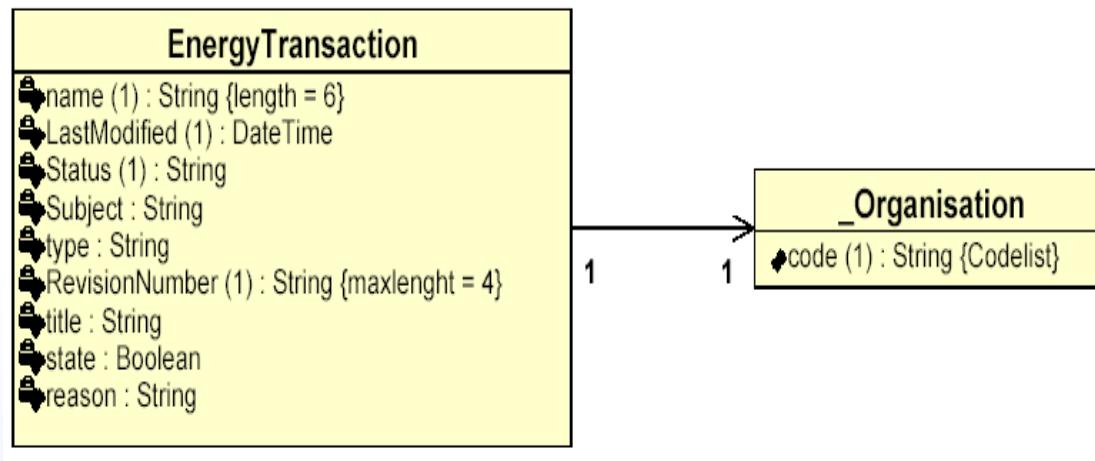 EnergyTransaction
name (1) : String {length = 6}
LastModified (1) : DateTime
Status (1) : String
Subject : String
type : String
RevisionNumber (1) : String {maxlenght = 4}
title : String
state : Boolean
reason : String
1
1
_Organisation
code (1) : String {Codelist}